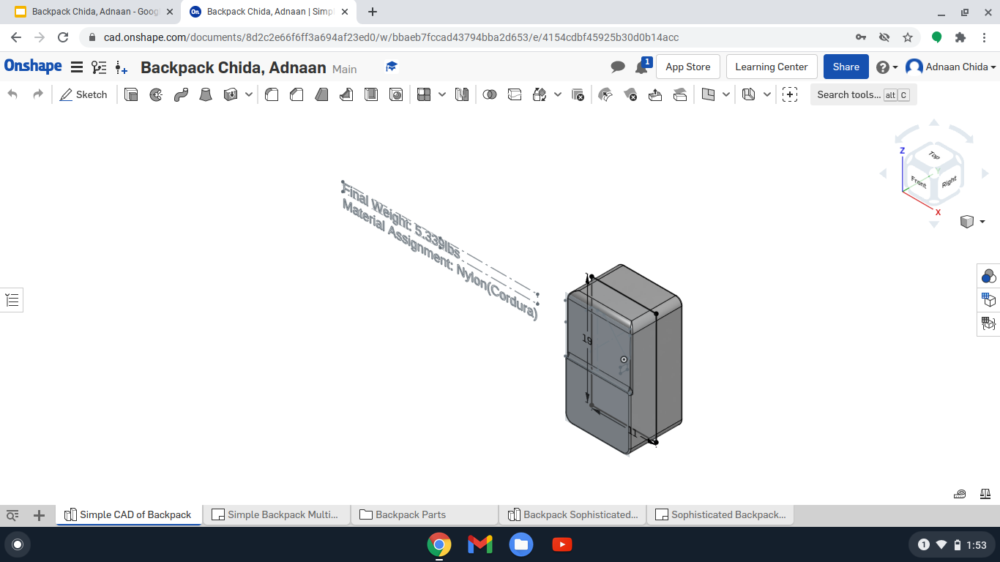 Backpack Chida, Adnaan - Goog
Backpack Chida, Adnaan | Simpl
cad.onshape.com/documents/8d2c2e66f6ff3a694af23ed0/w/bbaeb7fccad43794bba2d653/e/4154cdbf45925b30d0b14acc
Onshape
Backpack Chida, Adnaan Main
1
App Store
Learning Center
Share
Adnaan Chida
Sketch
Search tools... alt C
Z
Top
Front
Right
Y
X
Final Weight: 5.339lbs
Material Assignment: Nylon(Cordura)
19
11
Simple CAD of Backpack
Simple Backpack Multi...
Backpack Parts
Backpack Sophisticated...
Sophisticated Backpack...
1
1:53